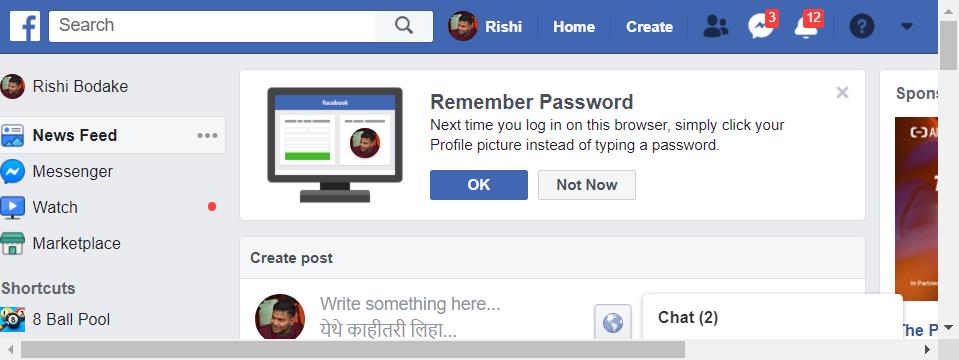 f
Search
Rishi
Home
Create
3
12
?
Rishi Bodake
News Feed
Messenger
Watch
Marketplace
Shortcuts
8 Ball Pool
facebook
Remember Password
Next time you log in on this browser, simply click your
Profile picture instead of typing a password.
OK
Not Now
Create post
Write something here...
येथे काहीतरी लिहा...
Chat (2)
Spons
In Partner
The P